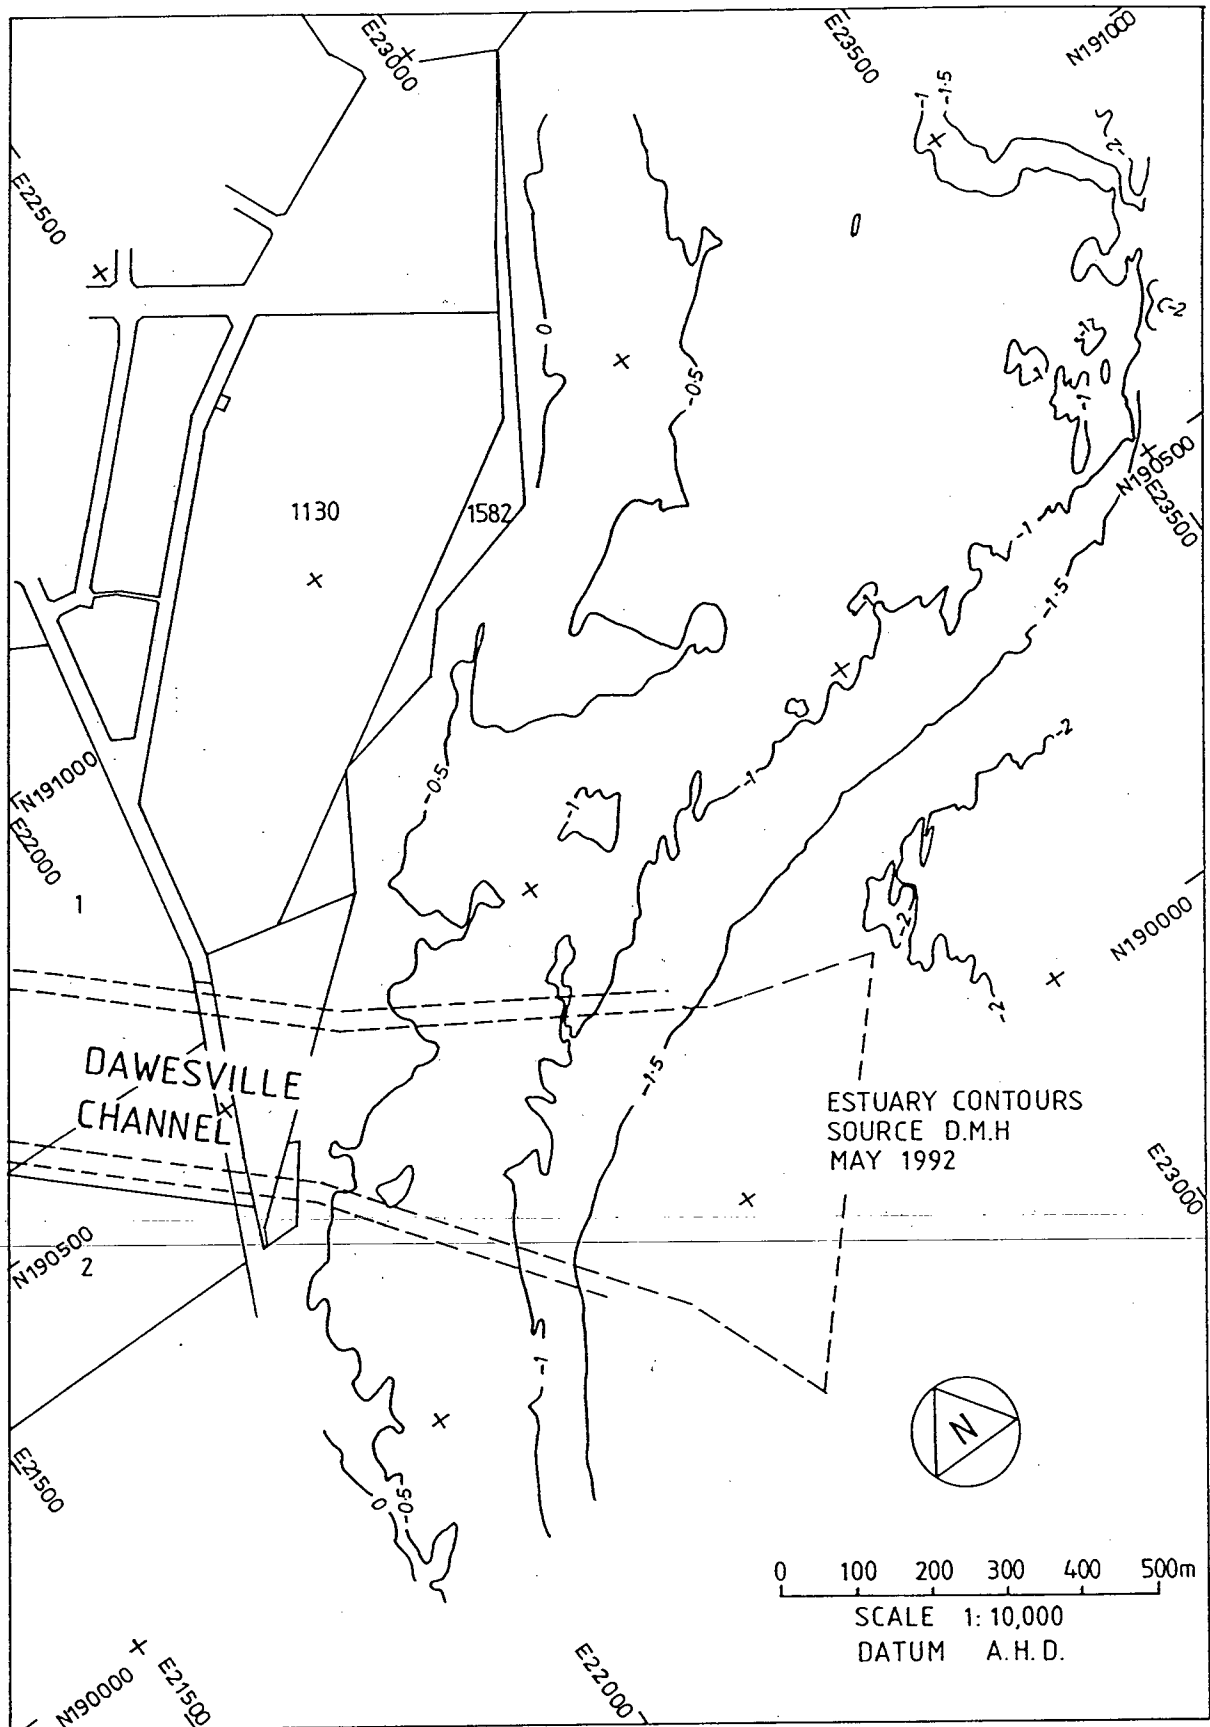 E23000
E23500
N191000
-1
-1.5
-2
E22500
0
-2
-0.5
-1
-1
N190500
E23500
1130
1582
-1
-1
-1.5
-2
-0.5
-1
-1
N191000
E22000
1
-2
N190000
-2
-1.5
DAWESVILLE
CHANNEL
ESTUARY CONTOURS
SOURCE D.M.H
MAY 1992
E23000
N190500
2
-1
N
E21500
0
-0.5
0 100 200 300 400 500m
SCALE 1:10,000
DATUM A.H.D.
N190000
E21500
E22000